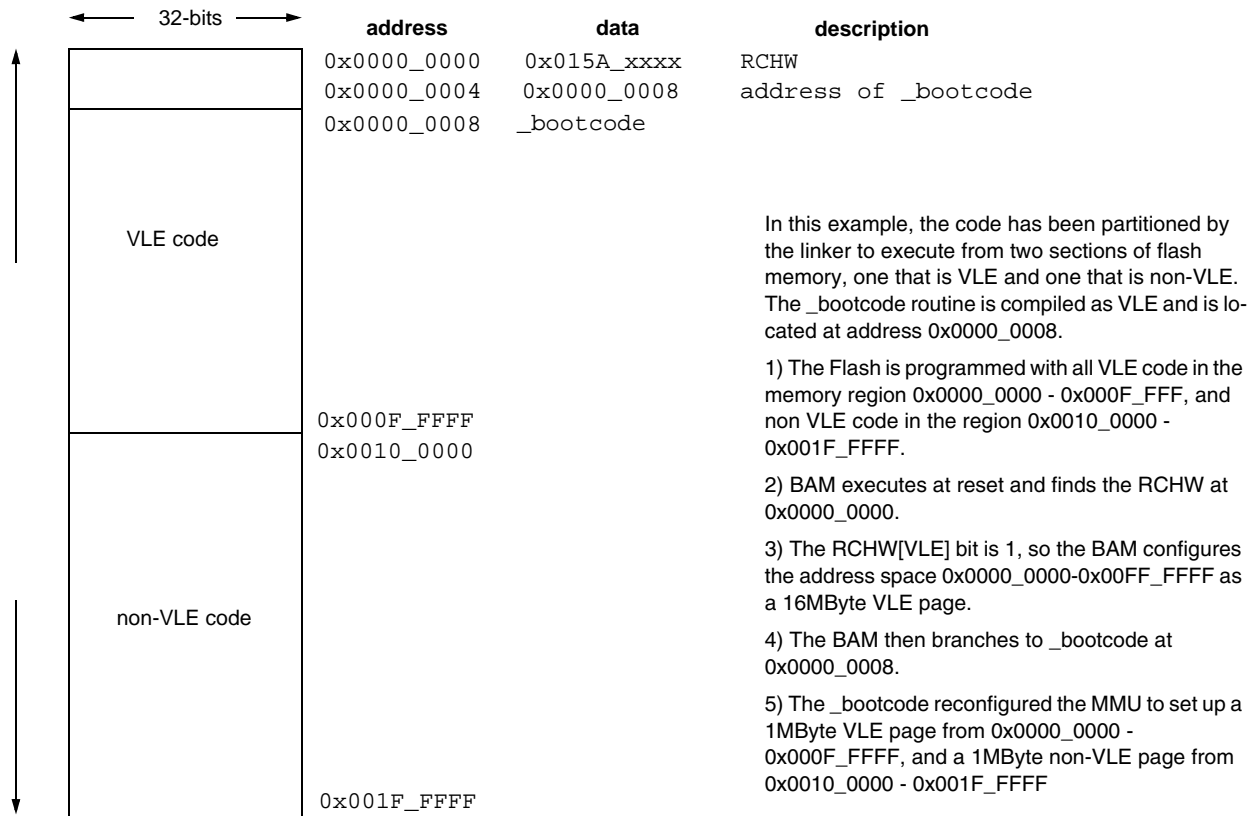 32-bits
address data description
0x0000_0000 0x015A_xxxx RCHW
0x0000_0004 0x0000_0008 address of _bootcode
0x0000_0008 _bootcode
VLE code
0x000F_FFFF
0x0010_0000
non-VLE code
0x001F_FFFF
In this example, the code has been partitioned by
the linker to execute from two sections of flash
memory, one that is VLE and one that is non-VLE.
The _bootcode routine is compiled as VLE and is lo-
cated at address 0x0000_0008.
1) The Flash is programmed with all VLE code in the
memory region 0x0000_0000 - 0x000F_FFF, and
non VLE code in the region 0x0010_0000 -
0x001F_FFFF.
2) BAM executes at reset and finds the RCHW at
0x0000_0000.
3) The RCHW[VLE] bit is 1, so the BAM configures
the address space 0x0000_0000-0x00FF_FFFF as
a 16MByte VLE page.
4) The BAM then branches to _bootcode at
0x0000_0008.
5) The _bootcode reconfigured the MMU to set up a
1MByte VLE page from 0x0000_0000 -
0x000F_FFFF, and a 1MByte non-VLE page from
0x0010_0000 - 0x001F_FFFF